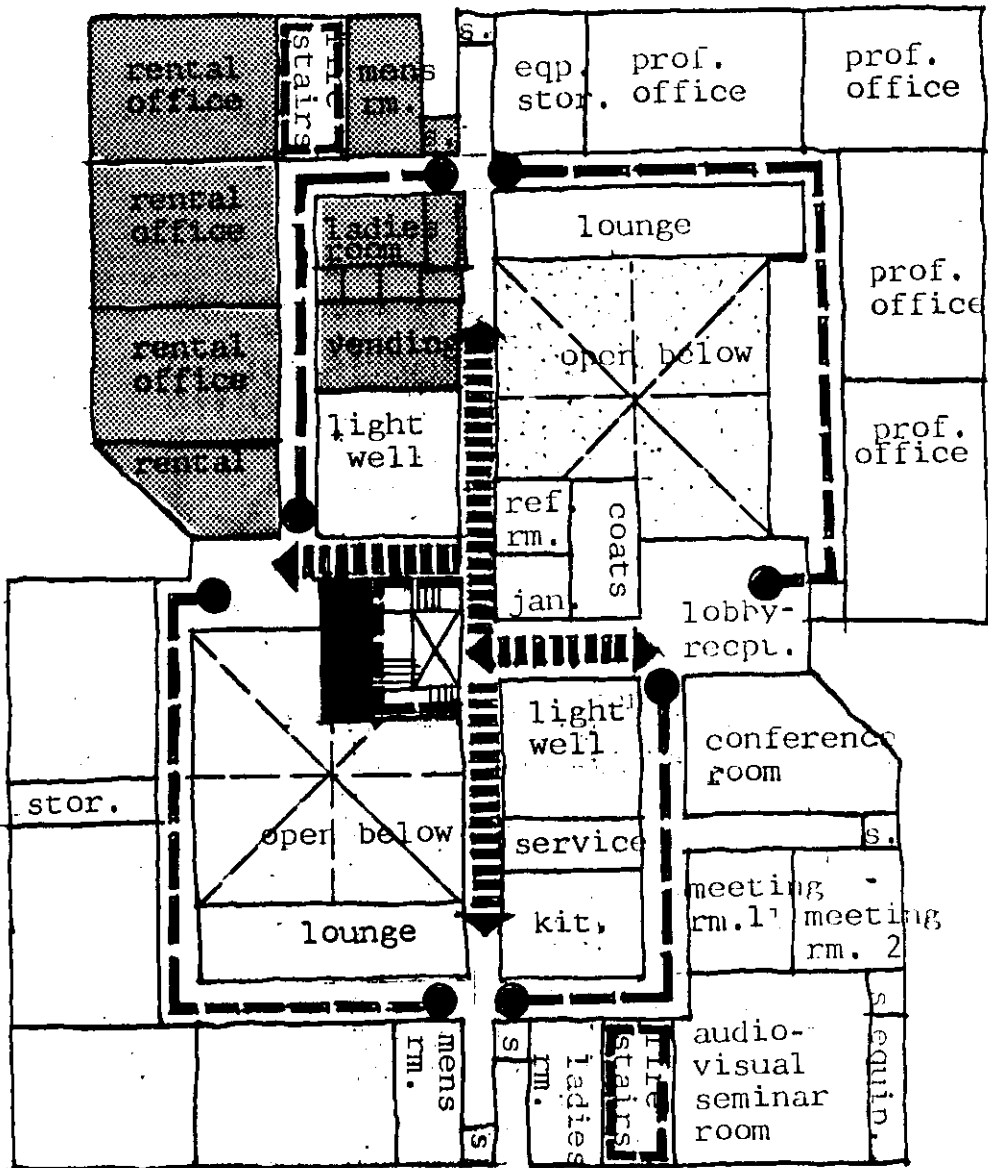 rental
office
fire
stairs
mens
rm.
s.
s.
eqp.
stor.
prof.
office
prof.
office
rental
office
ladies
room
lounge
prof.
office
rental
office
vending
open below
rental
light
well
prof.
office
ref.
rm.
coats
jan.
lobby-
recpt.
light
well
conference
room
stor.
open below
service
s.
meeting
rm.1
meeting
rm. 2
lounge
kit.
mens
rm.
s
s
ladies
rm.
fire
stairs
audio-
visual
seminar
room
s
equip.